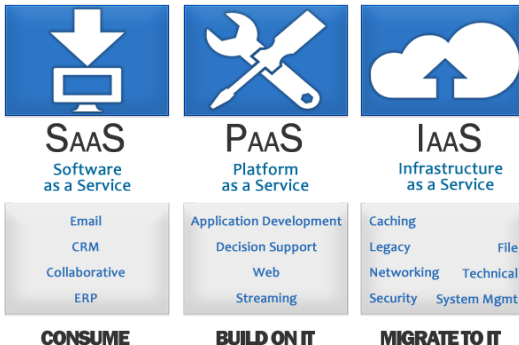 SaaS
Software
as a Service
Email
CRM
Collaborative
ERP
CONSUME
PaaS
Platform
as a Service
Application Development
Decision Support
Web
Streaming
BUILD ON IT
IaaS
Infrastructure
as a Service
Caching
Legacy File
Networking Technical
Security System Mgmt
MIGRATE TO IT